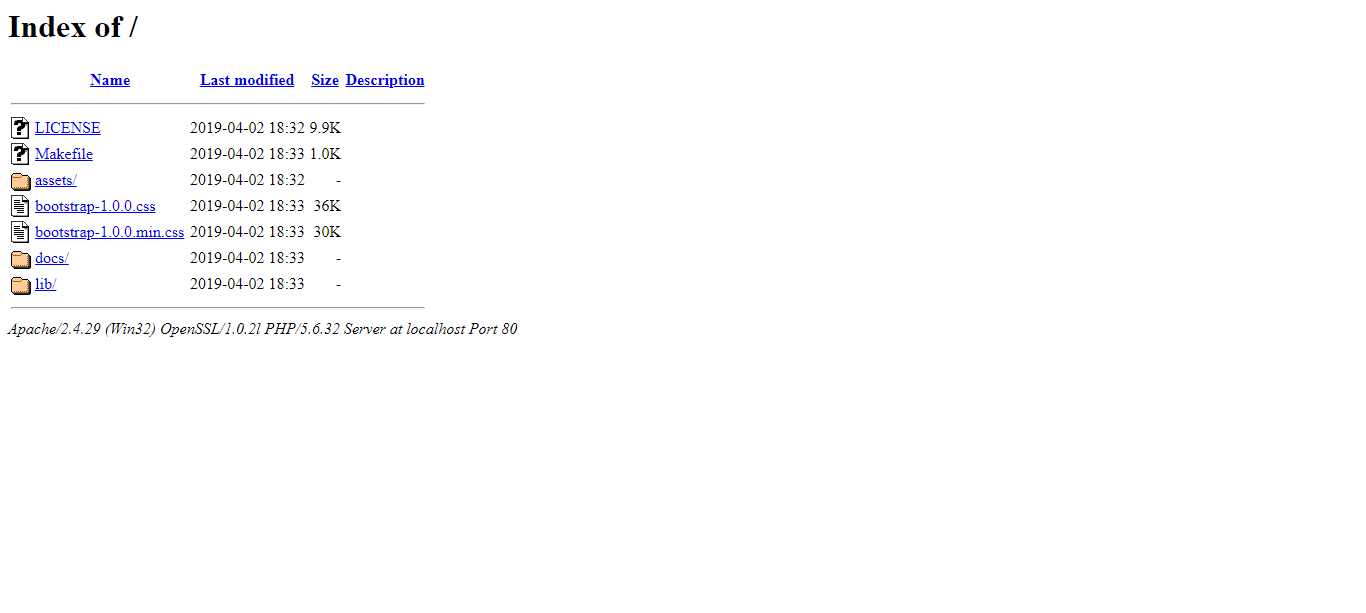 Index of /
Name Last modified Size Description
LICENSE 2019-04-02 18:32 9.9K
Makefile 2019-04-02 18:33 1.0K
assets/ 2019-04-02 18:32 -
bootstrap-1.0.0.css 2019-04-02 18:33 36K
bootstrap-1.0.0.min.css 2019-04-02 18:33 30K
docs/ 2019-04-02 18:33 -
lib/ 2019-04-02 18:33 -
Apache/2.4.29 (Win32) OpenSSL/1.0.2l PHP/5.6.32 Server at localhost Port 80